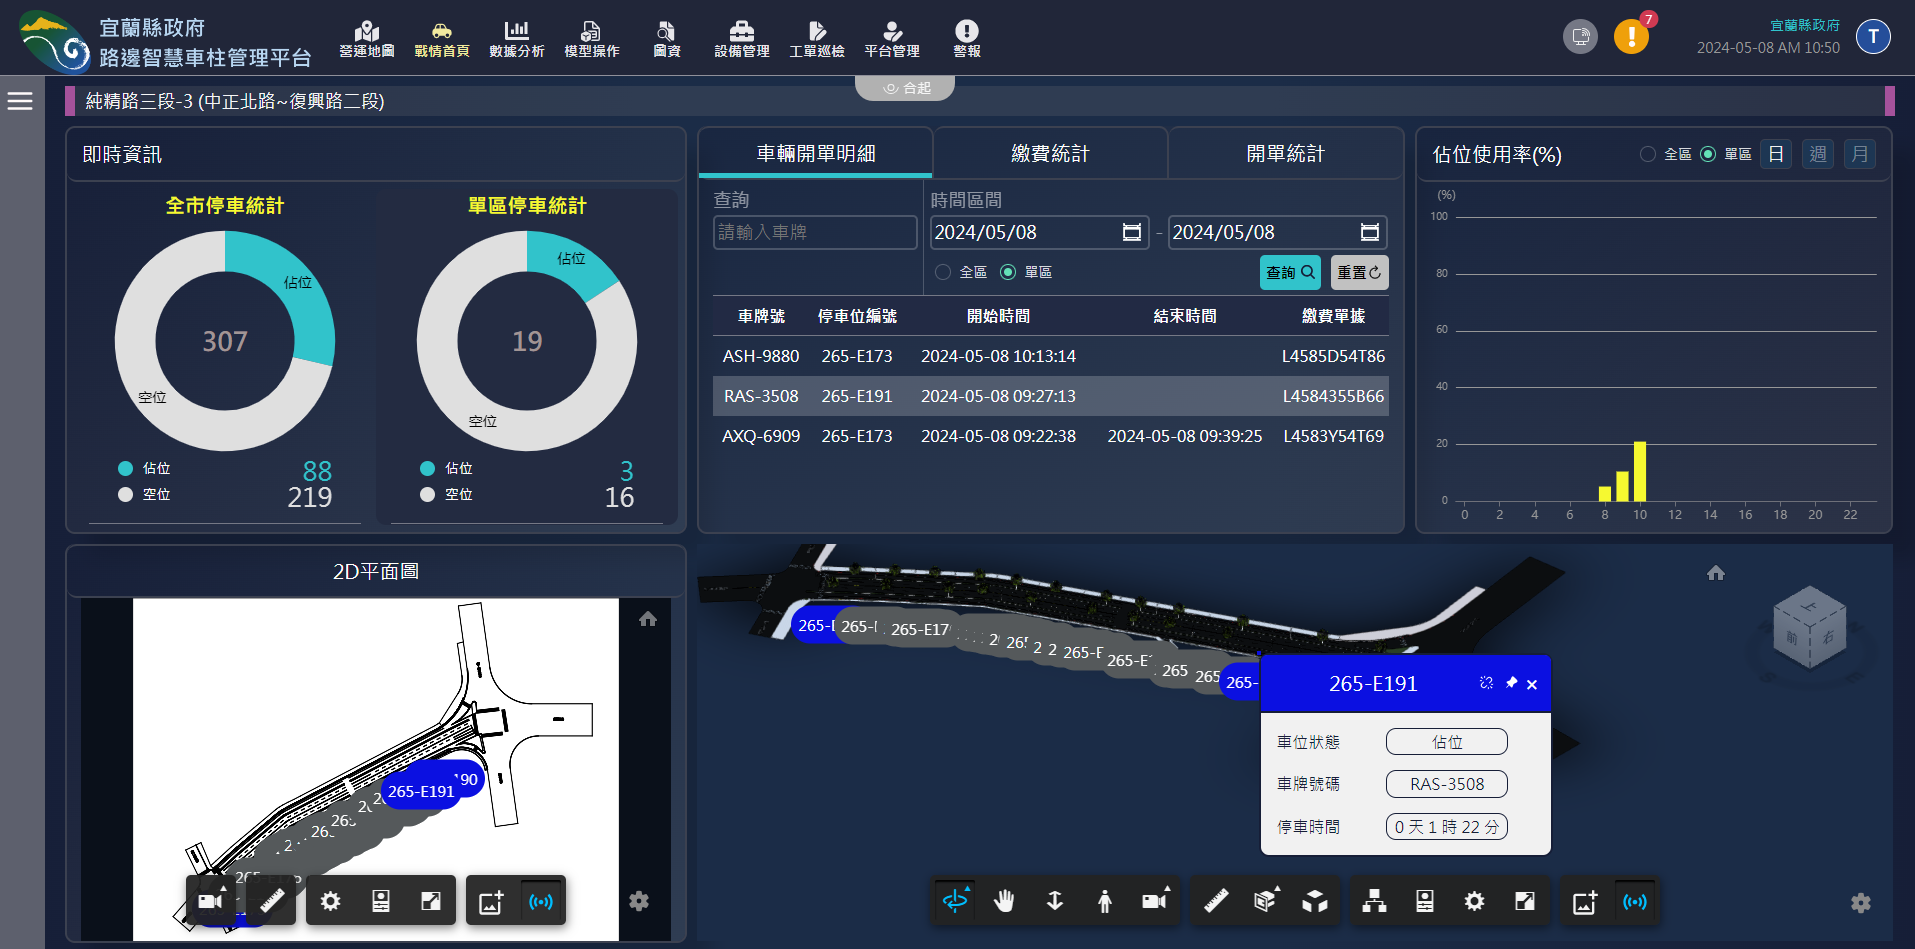 宜蘭縣政府
路邊智慧車柱管理平台
營運地圖
戰情首頁
數據分析
模型操作
圖資
設備管理
工單巡檢
平台管理
警報
7
宜蘭縣政府
2024-05-08 AM 10:50
T
合起
純精路三段-3 (中正北路~復興路二段)
即時資訊
全市停車統計
佔位
307
空位
佔位 88
空位 219
單區停車統計
佔位
19
空位
佔位 3
空位 16
車輛開單明細
繳費統計
開單統計
查詢
請輸入車牌
時間區間
2024/05/08 - 2024/05/08
全區 單區
查詢
重置
車牌號 停車位編號 開始時間 結束時間 繳費單據
ASH-9880 265-E173 2024-05-08 10:13:14 L4585D54T86
RAS-3508 265-E191 2024-05-08 09:27:13 L4584355B66
AXQ-6909 265-E173 2024-05-08 09:22:38 2024-05-08 09:39:25 L4583Y54T69
佔位使用率(%)
全區 單區 日 週 月
(%)
100
80
60
40
20
0
0 2 4 6 8 10 12 14 16 18 20 22
2D平面圖
190
265-E191
265-E17
265-E191
車位狀態 佔位
車牌號碼 RAS-3508
停車時間 0 天 1 時 22 分
上
前
右